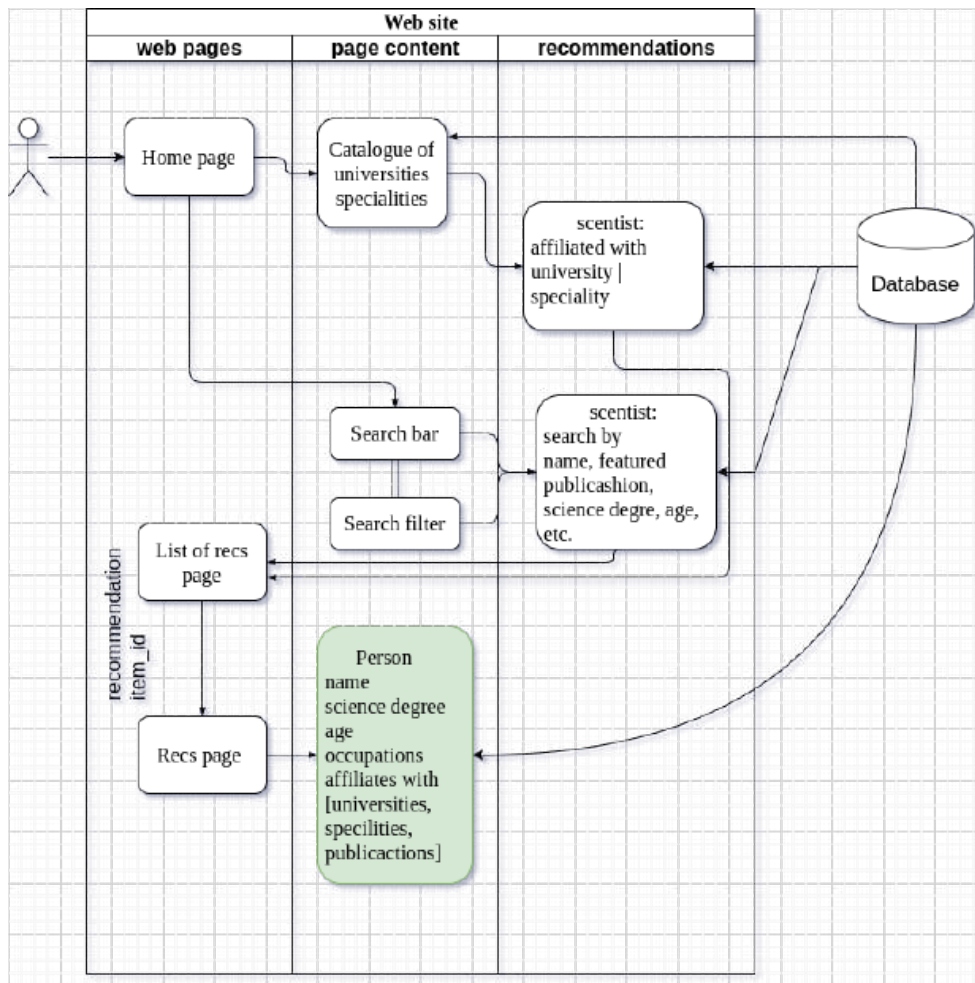 Web site
web pages
page content
recommendations
Home page
Catalogue of
universities
specialities
scentist:
affiliated with
university |
speciality
Database
Search bar
Search filter
scentist:
search by
name, featured
publicashion,
science degre, age,
etc.
List of recs
page
recommendation
item_id
Recs page
Person
name
science degree
age
occupations
affiliates with
[universities,
specilities,
publicactions]